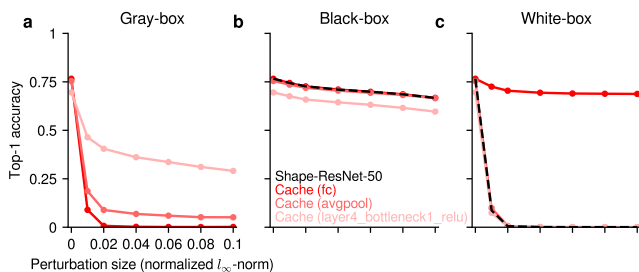 a Gray-box b Black-box c White-box
1
0.75
0.5
0.25
0
Top-1 accuracy
Shape-ResNet-50
Cache (fc)
Cache (avgpool)
Cache (layer4_bottleneck1_relu)
0 0.02 0.04 0.06 0.08 0.1
Perturbation size (normalized l∞-norm)